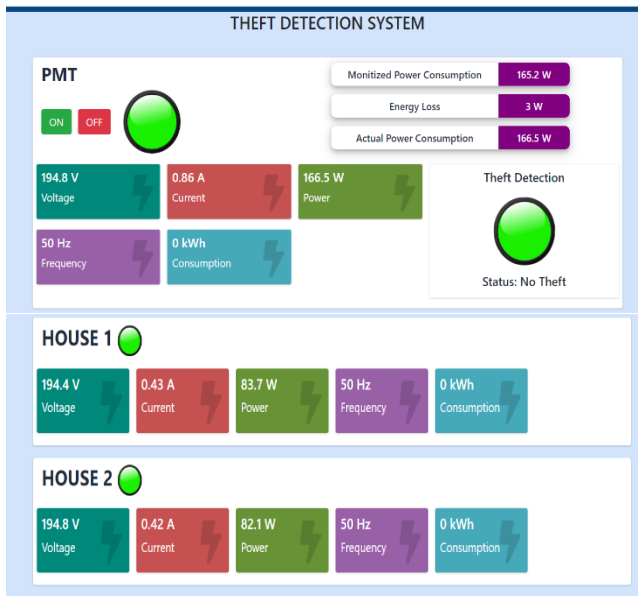 THEFT DETECTION SYSTEM
PMT
ON OFF
Monitized Power Consumption 165.2 W
Energy Loss 3 W
Actual Power Consumption 166.5 W
194.8 V 0.86 A 166.5 W
Voltage Current Power
50 Hz 0 kWh
Frequency Consumption
Theft Detection
Status: No Theft
HOUSE 1
194.4 V 0.43 A 83.7 W 50 Hz 0 kWh
Voltage Current Power Frequency Consumption
HOUSE 2
194.8 V 0.42 A 82.1 W 50 Hz 0 kWh
Voltage Current Power Frequency Consumption